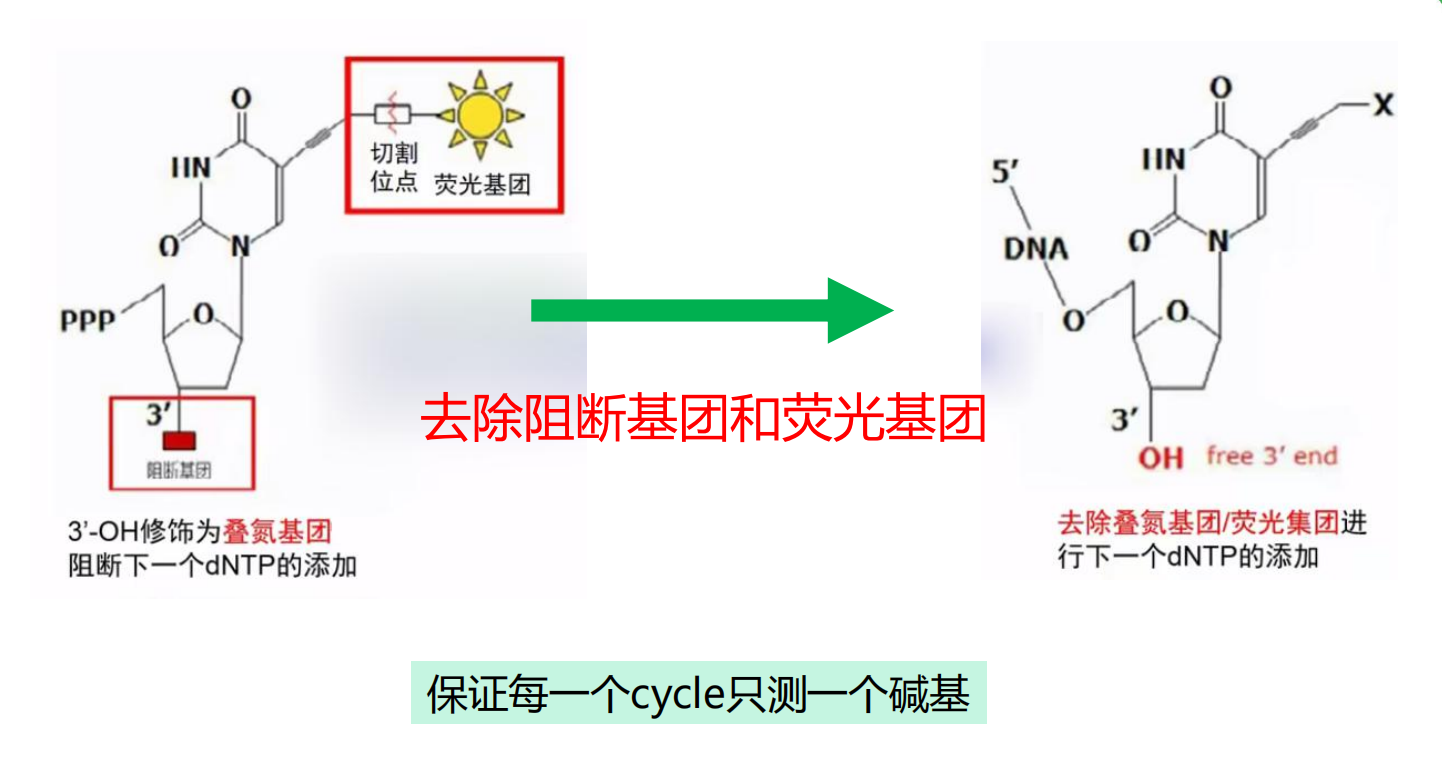 O
HN
O
N
O
PPP
3’
阻断基团
切割
位点
荧光基团
3’-OH修饰为叠氮基团
阻断下一个dNTP的添加
去除阻断基团和荧光基团
O
X
HN
5’
O
N
DNA
O
O
3’
OH free 3’ end
去除叠氮基团/荧光集团进
行下一个dNTP的添加
保证每一个cycle只测一个碱基